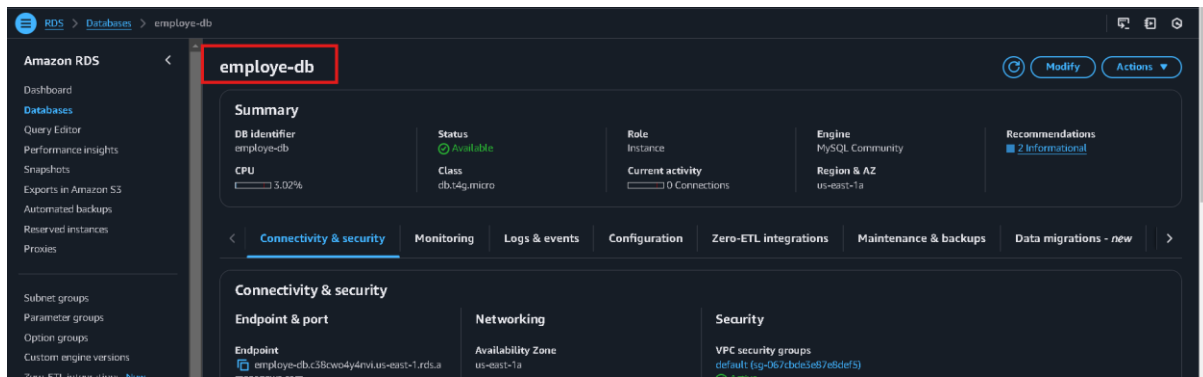 RDS > Databases > employe-db
Amazon RDS
Dashboard
Databases
Query Editor
Performance insights
Snapshots
Exports in Amazon S3
Automated backups
Reserved instances
Proxies
Subnet groups
Parameter groups
Option groups
Custom engine versions
Zero-ETL integrations New
employe-db
Modify
Actions
Summary
DB identifier
employe-db
Status
Available
Role
Instance
Engine
MySQL Community
Recommendations
2 Informational
CPU
3.02%
Class
db.t4g.micro
Current activity
0 Connections
Region & AZ
us-east-1a
Connectivity & security
Monitoring
Logs & events
Configuration
Zero-ETL integrations
Maintenance & backups
Data migrations - new
Connectivity & security
Endpoint & port
Endpoint
employe-db.c38cwo4y4nvi.us-east-1.rds.a
Networking
Availability Zone
us-east-1a
Security
VPC security groups
default (sg-067cbde3e87e8def5)